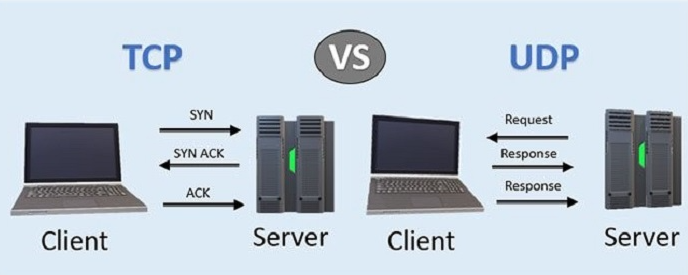 TCP
VS
UDP
SYN
SYN ACK
ACK
Client
Server
Request
Response
Response
Client
Server